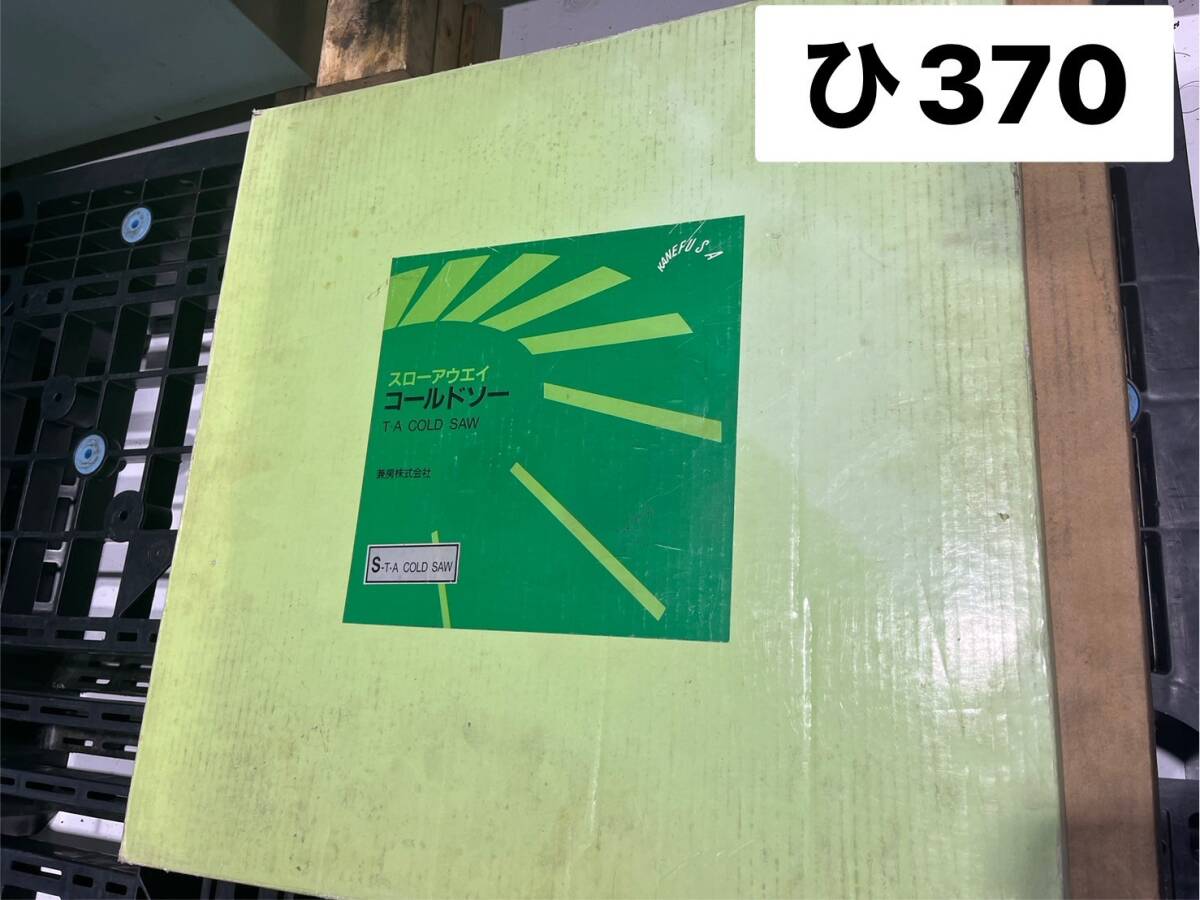 ひ370
KANEFUSA
スローアウエイ
コールドソー
T·A COLD SAW
兼房株式会社
S-T·A COLD SAW